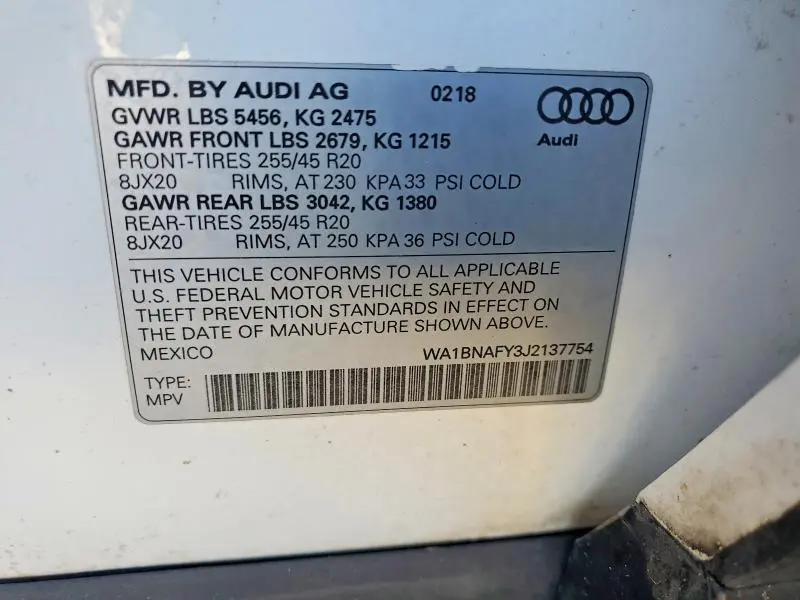 MFD. BY AUDI AG 0218
GVWR LBS 5456, KG 2475
GAWR FRONT LBS 2679, KG 1215 Audi
FRONT-TIRES 255/45 R20
8JX20 RIMS, AT 230 KPA 33 PSI COLD
GAWR REAR LBS 3042, KG 1380
REAR-TIRES 255/45 R20
8JX20 RIMS, AT 250 KPA 36 PSI COLD
THIS VEHICLE CONFORMS TO ALL APPLICABLE
U.S. FEDERAL MOTOR VEHICLE SAFETY AND
THEFT PREVENTION STANDARDS IN EFFECT ON
THE DATE OF MANUFACTURE SHOWN ABOVE.
MEXICO WA1BNAFY3J2137754
TYPE:
MPV